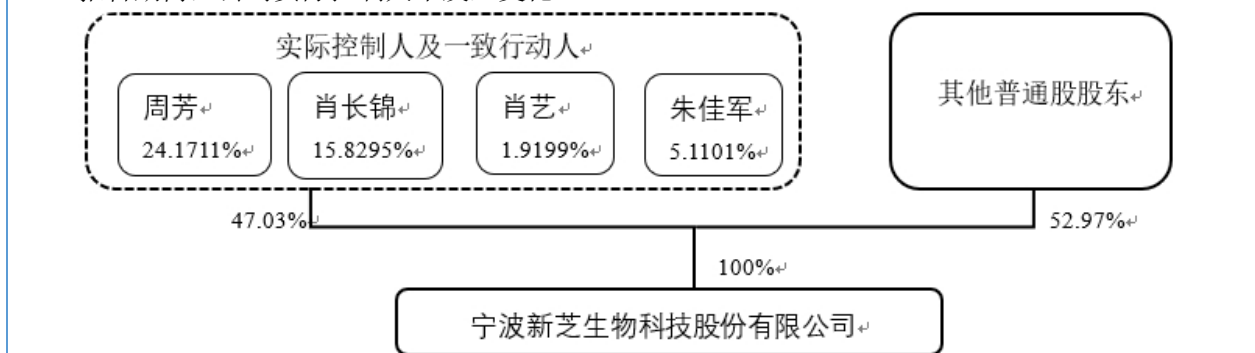 实际控制人及一致行动人
周芳
24.1711%
肖长锦
15.8295%
肖艺
1.9199%
朱佳军
5.1101%
其他普通股股东
47.03%
52.97%
100%
宁波新芝生物科技股份有限公司